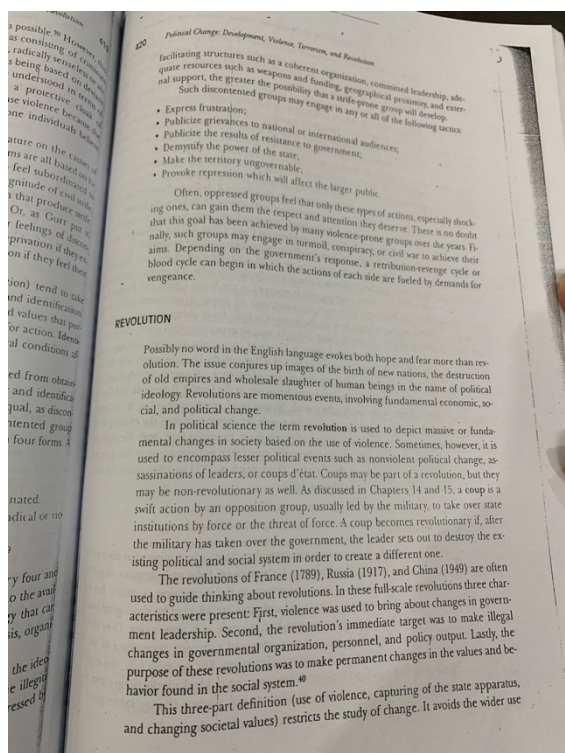 420 Political Change: Development, Violence, Terrorism, and Revolution
facilitating structures such as a coherent organization, committed leadership, ade-
quate resources such as weapons and funding, geographical proximity, and exter-
nal support, the greater the possibility that a strife-prone group will develop.
Such discontented groups may engage in any or all of the following tactics:
• Express frustration;
• Publicize grievances to national or international audiences;
• Publicize the results of resistance to government;
• Demystify the power of the state;
• Make the territory ungovernable;
• Provoke repression which will affect the larger public.
Often, oppressed groups feel that only these types of actions, especially shock-
ing ones, can gain them the respect and attention they deserve. There is no doubt
that this goal has been achieved by many violence-prone groups over the years. Fi-
nally, such groups may engage in turmoil, conspiracy, or civil war to achieve their
aims. Depending on the government's response, a retribution-revenge cycle or
blood cycle can begin in which the actions of each side are fueled by demands for
vengeance.
REVOLUTION
Possibly no word in the English language evokes both hope and fear more than rev-
olution. The issue conjures up images of the birth of new nations, the destruction
of old empires and wholesale slaughter of human beings in the name of political
ideology. Revolutions are momentous events, involving fundamental economic, so-
cial, and political change.
In political science the term revolution is used to depict massive or funda-
mental changes in society based on the use of violence. Sometimes, however, it is
used to encompass lesser political events such as nonviolent political change, as-
sassinations of leaders, or coups d'état. Coups may be part of a revolution, but they
may be non-revolutionary as well. As discussed in Chapters 14 and 15, a coup is a
swift action by an opposition group, usually led by the military, to take over state
institutions by force or the threat of force. A coup becomes revolutionary if, after
the military has taken over the government, the leader sets out to destroy the ex-
isting political and social system in order to create a different one.
The revolutions of France (1789), Russia (1917), and China (1949) are often
used to guide thinking about revolutions. In these full-scale revolutions three char-
acteristics were present: First, violence was used to bring about changes in govern-
ment leadership. Second, the revolution's immediate target was to make illegal
changes in governmental organization, personnel, and policy output. Lastly, the
purpose of these revolutions was to make permanent changes in the values and be-
havior found in the social system.40
This three-part definition (use of violence, capturing of the state apparatus,
and changing societal values) restricts the study of change. It avoids the wider use